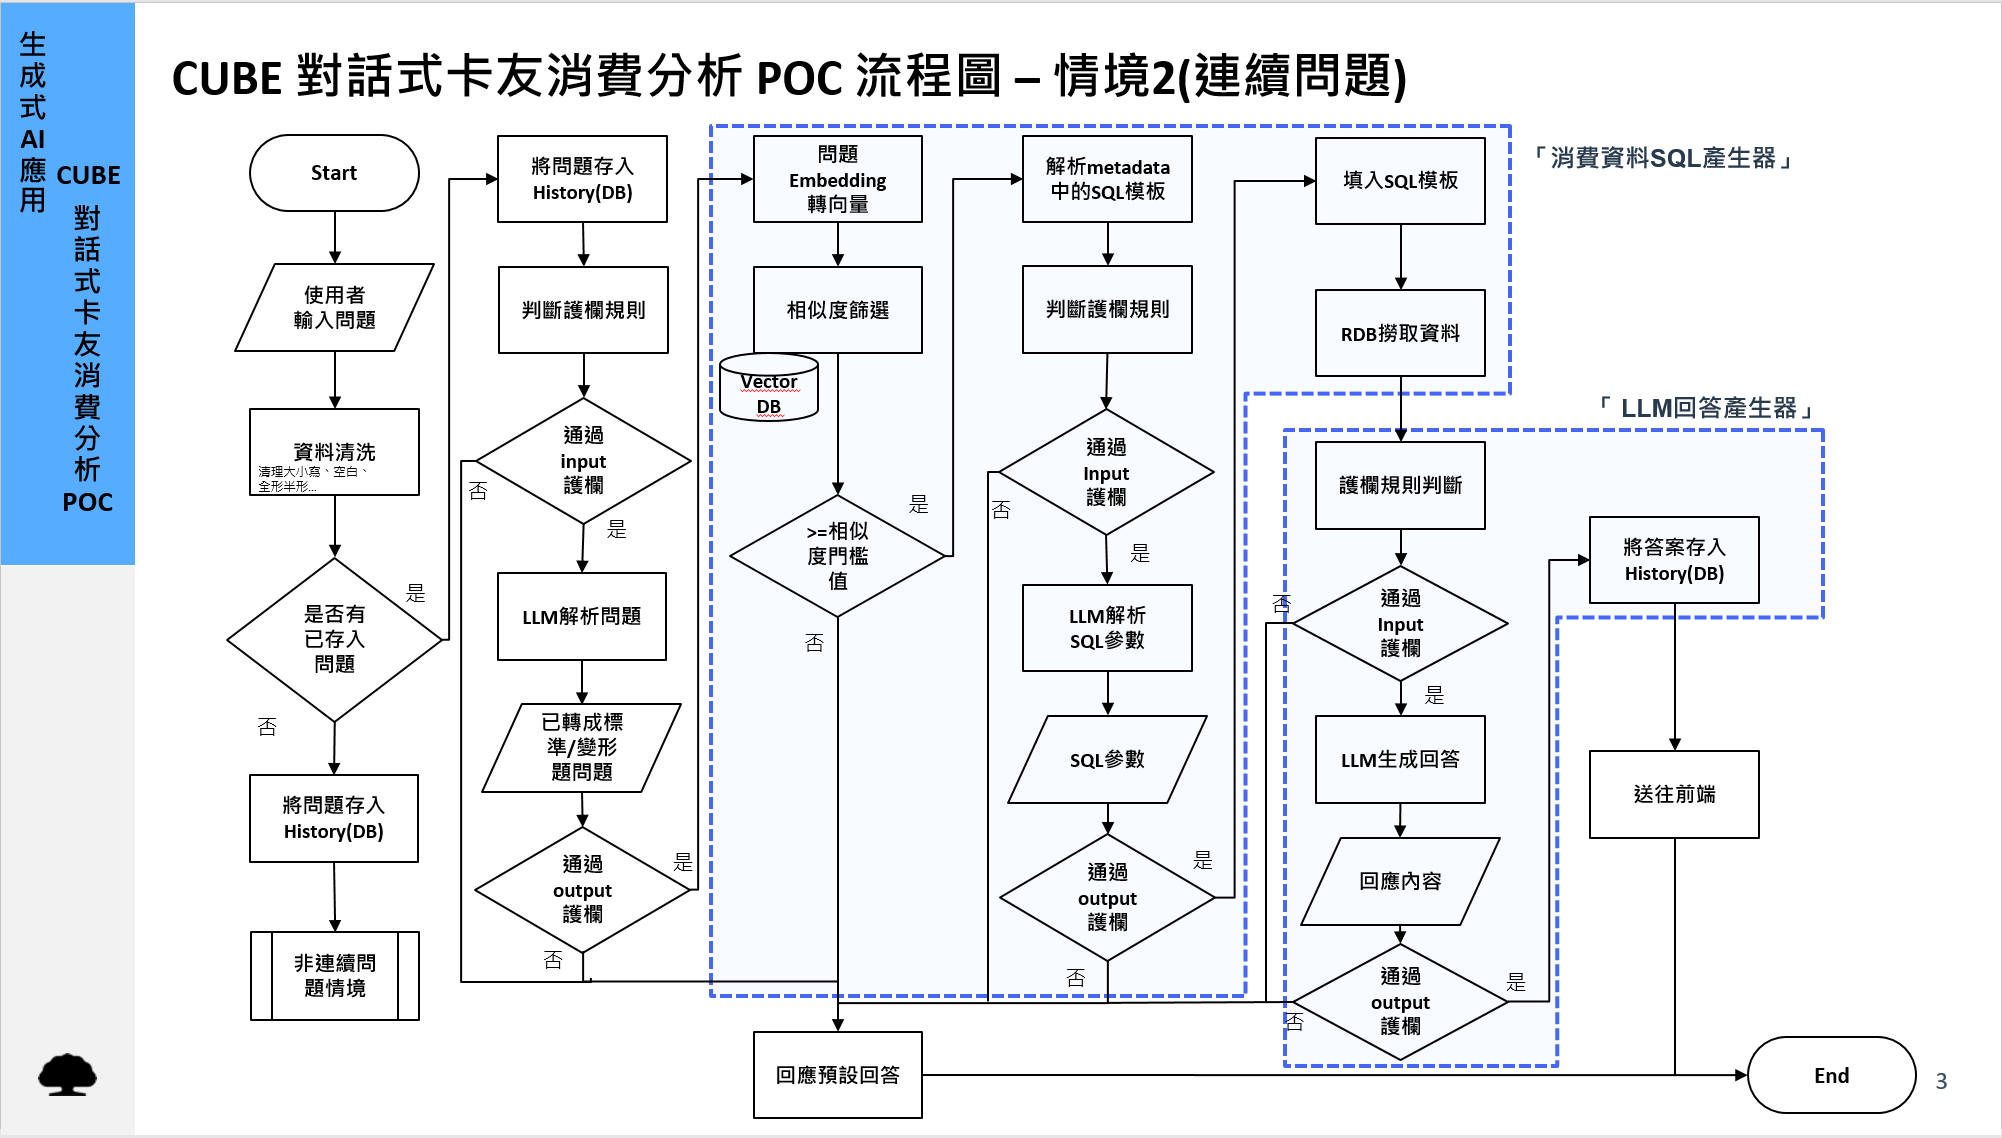 生成式AI應用
CUBE
對話式卡友消費分析
POC
CUBE 對話式卡友消費分析 POC 流程圖 – 情境2(連續問題)
Start
使用者
輸入問題
資料清洗
清理大小寫、空白、
全形半形...
是否有
已存入
問題
是
否
將問題存入
History(DB)
非連續問
題情境
將問題存入
History(DB)
判斷護欄規則
通過
input
護欄
否
是
LLM解析問題
已轉成標
準/變形
題問題
通過
output
護欄
是
否
問題
Embedding
轉向量
相似度篩選
Vector
DB
>=相似
度門檻
值
是
否
回應預設回答
解析metadata
中的SQL模板
判斷護欄規則
通過
Input
護欄
否
是
LLM解析
SQL參數
SQL參數
通過
output
護欄
是
否
「消費資料SQL產生器」
填入SQL模板
RDB撈取資料
「 LLM回答產生器」
護欄規則判斷
通過
Input
護欄
否
是
LLM生成回答
回應內容
通過
output
護欄
是
否
將答案存入
History(DB)
送往前端
End
3